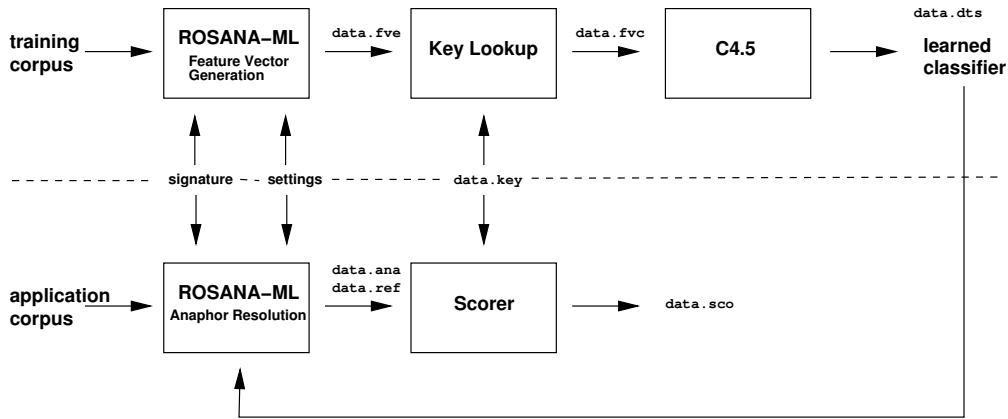 data.dts
training
corpus
ROSANA–ML
Feature Vector
Generation
data.fve
Key Lookup
data.fvc
C4.5
learned
classifier
signature
settings
data.key
application
corpus
ROSANA–ML
Anaphor Resolution
data.ana
data.ref
Scorer
data.sco